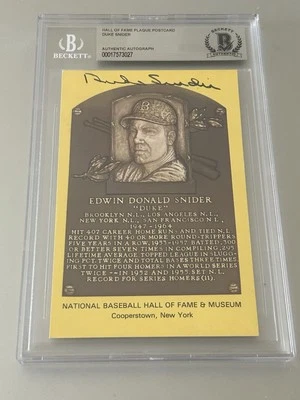 BECKETT
HALL OF FAME PLAQUE POSTCARD
DUKE SNIDER
AUTHENTIC AUTOGRAPH
00017573027
BECKETT
Duke Snider
B
EDWIN DONALD SNIDER
"DUKE"
BROOKLYN N.L., LOS ANGELES N.L.,
NEW YORK N.L., SAN FRANCISCO N.L.,
1947-1964
HIT 407 CAREER HOME RUNS AND TIED N.L.
RECORD WITH 40 OR MORE ROUND-TRIPPERS
FIVE YEARS IN A ROW, 1953-1957. BATTED .300
OR BETTER SEVEN TIMES IN COMPILING .295
LIFETIME AVERAGE. TOPPED LEAGUE IN SLUGG-
ING PCT. TWICE AND TOTAL BASES THREE TIMES.
FIRST TO HIT FOUR HOMERS IN A WORLD SERIES
TWICE--IN 1952 AND 1955. SET N.L.
RECORD FOR SERIES HOMERS (11).
NATIONAL BASEBALL HALL OF FAME & MUSEUM
Cooperstown, New York